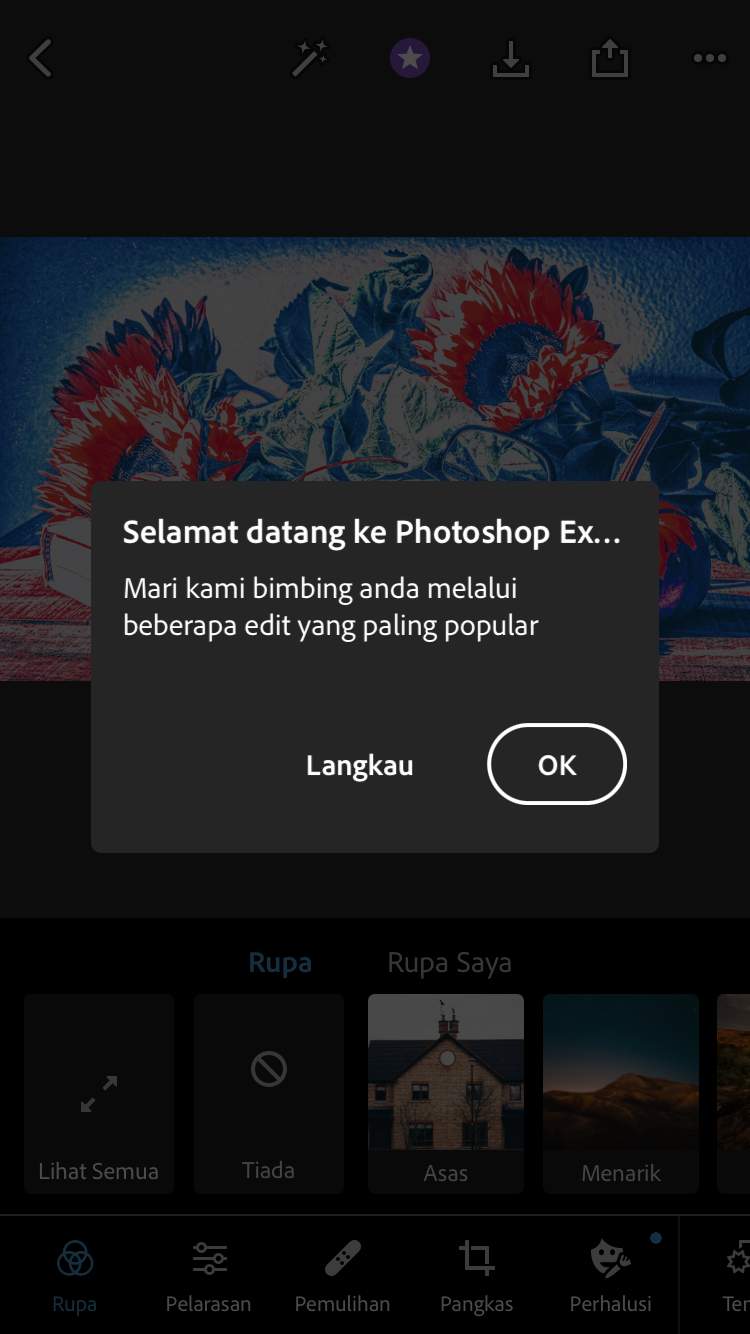 Selamat datang ke Photoshop Ex...
Mari kami bimbing anda melalui
beberapa edit yang paling popular
Langkau
OK
Rupa
Rupa Saya
Lihat Semua
Tiada
Asas
Menarik
Rupa
Pelarasan
Pemulihan
Pangkas
Perhalusi